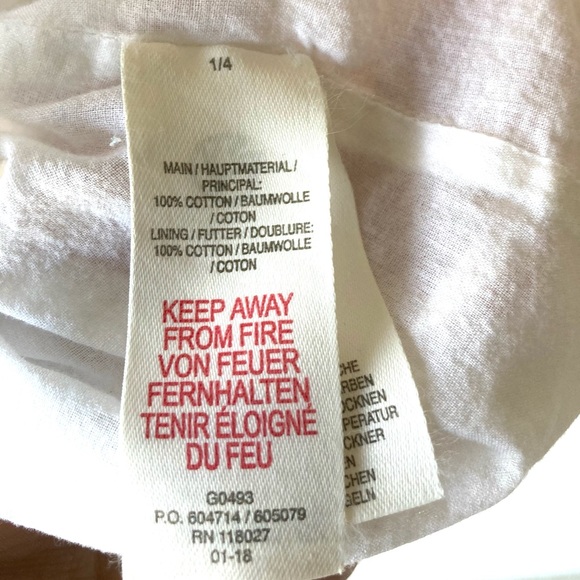 1/4
MAIN / HAUPTMATERIAL /
PRINCIPAL:
100% COTTON / BAUMWOLLE
/ COTON
LINING / FUTTER / DOUBLURE:
100% COTTON / BAUMWOLLE
/ COTON
KEEP AWAY
FROM FIRE
VON FEUER
FERNHALTEN
TENIR ÉLOIGNÉ
DU FEU
G0493
P.O. 604714 / 605079
RN 118027
01-18